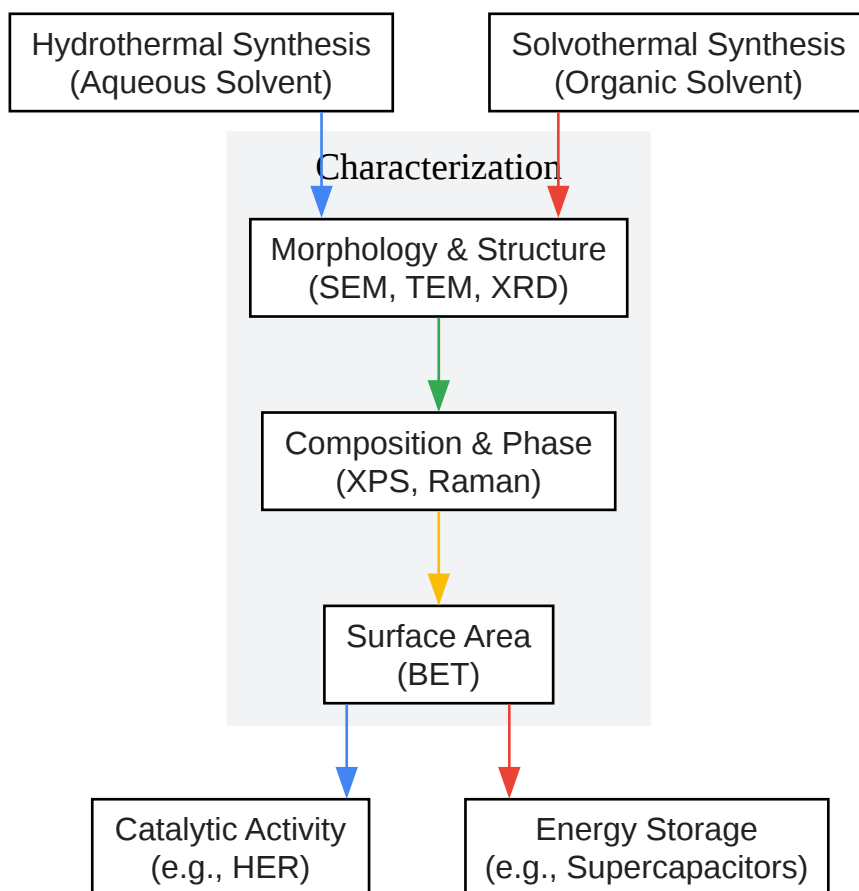 Hydrothermal Synthesis
(Aqueous Solvent)
Solvothermal Synthesis
(Organic Solvent)
Characterization
Morphology & Structure
(SEM, TEM, XRD)
Composition & Phase
(XPS, Raman)
Surface Area
(BET)
Catalytic Activity
(e.g., HER)
Energy Storage
(e.g., Supercapacitors)